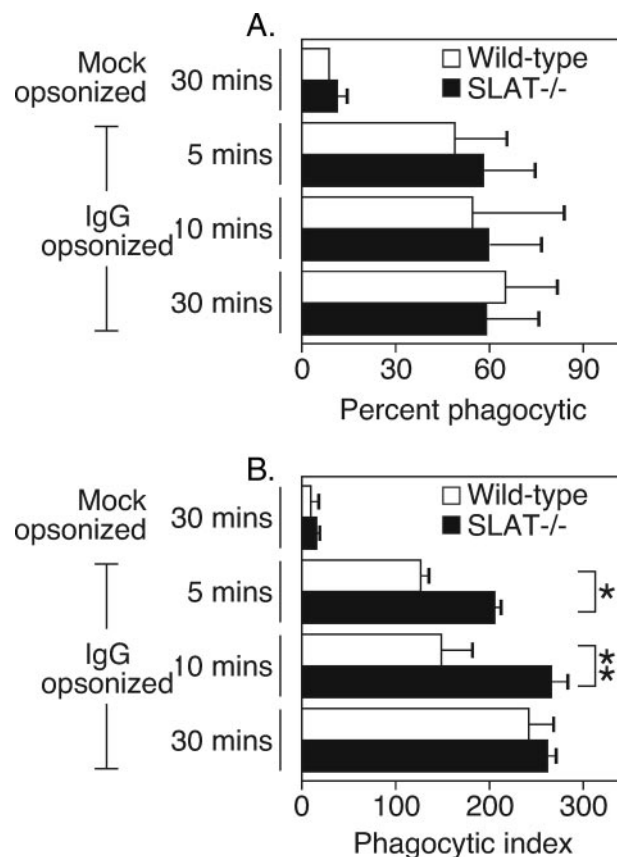 A.
Mock
opsonized
30 mins
Wild-type
SLAT-/-
5 mins
IgG
opsonized
10 mins
30 mins
0 30 60 90
Percent phagocytic
B.
Mock
opsonized
30 mins
Wild-type
SLAT-/-
5 mins
*
IgG
opsonized
10 mins
**
30 mins
0 100 200 300
Phagocytic index